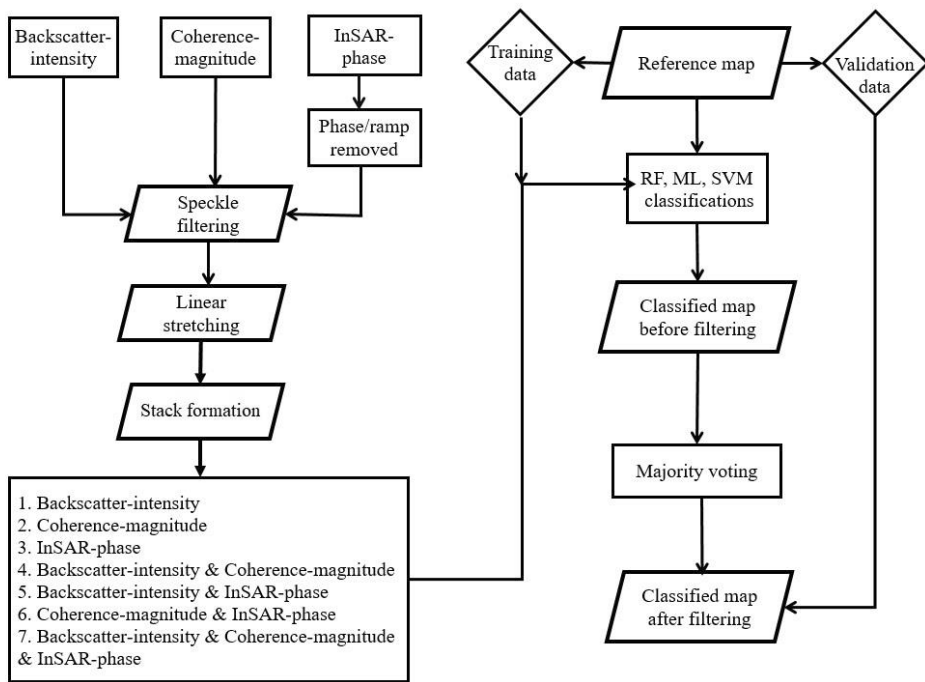 Backscatter-
intensity
Coherence-
magnitude
InSAR-
phase
Phase/ramp
removed
Speckle
filtering
Linear
stretching
Stack formation
1. Backscatter-intensity
2. Coherence-magnitude
3. InSAR-phase
4. Backscatter-intensity & Coherence-magnitude
5. Backscatter-intensity & InSAR-phase
6. Coherence-magnitude & InSAR-phase
7. Backscatter-intensity & Coherence-magnitude
& InSAR-phase
Training
data
Reference map
Validation
data
RF, ML, SVM
classifications
Classified map
before filtering
Majority voting
Classified map
after filtering